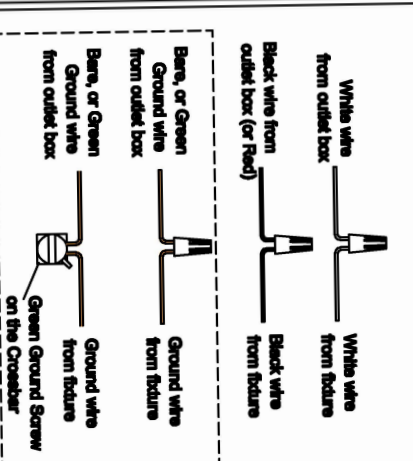 White wire
from outlet box
White wire
from fixture
Black wire from
outlet box (or Red)
Black wire
from fixture
Bare, or Green
Ground wire
from outlet box
Ground wire
from fixture
Bare, or Green
Ground wire
from outlet box
Ground wire
from fixture
Green Ground Screw
on the Crossbar